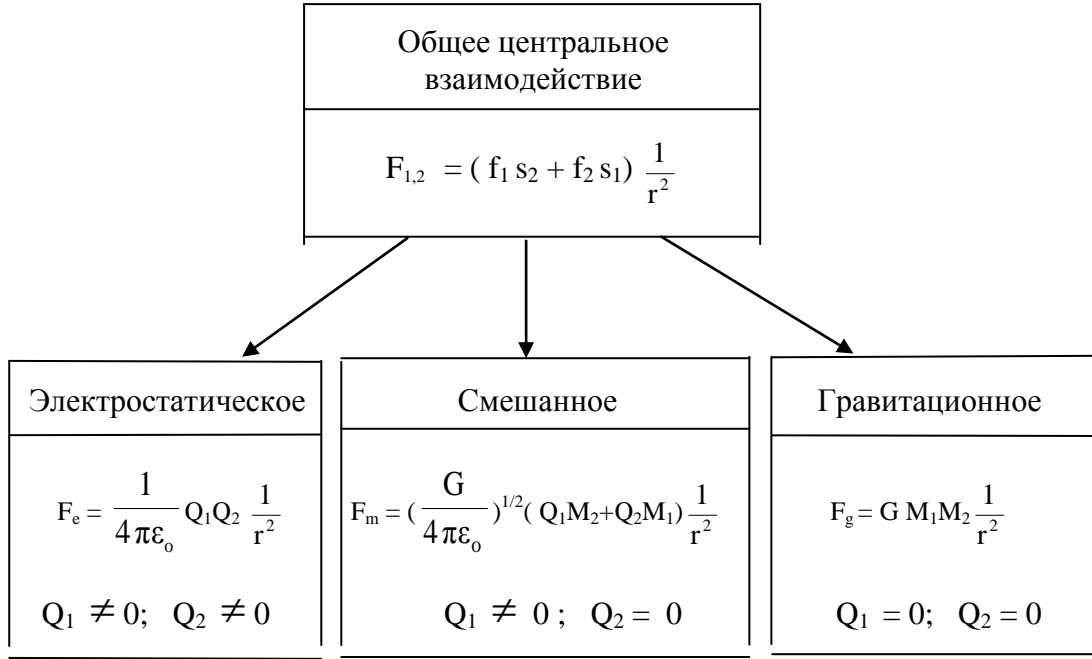 Общее центральное
взаимодействие
F₁,₂ = ( f₁ s₂ + f₂ s₁) 1/r²
Электростатическое
Fₑ = 1/4πεₒ Q₁Q₂ 1/r²
Q₁ ≠ 0; Q₂ ≠ 0
Смешанное
Fₘ = (G/4πεₒ)^1/2( Q₁M₂+Q₂M₁) 1/r²
Q₁ ≠ 0 ; Q₂ = 0
Гравитационное
F_g = G M₁M₂ 1/r²
Q₁ = 0; Q₂ = 0